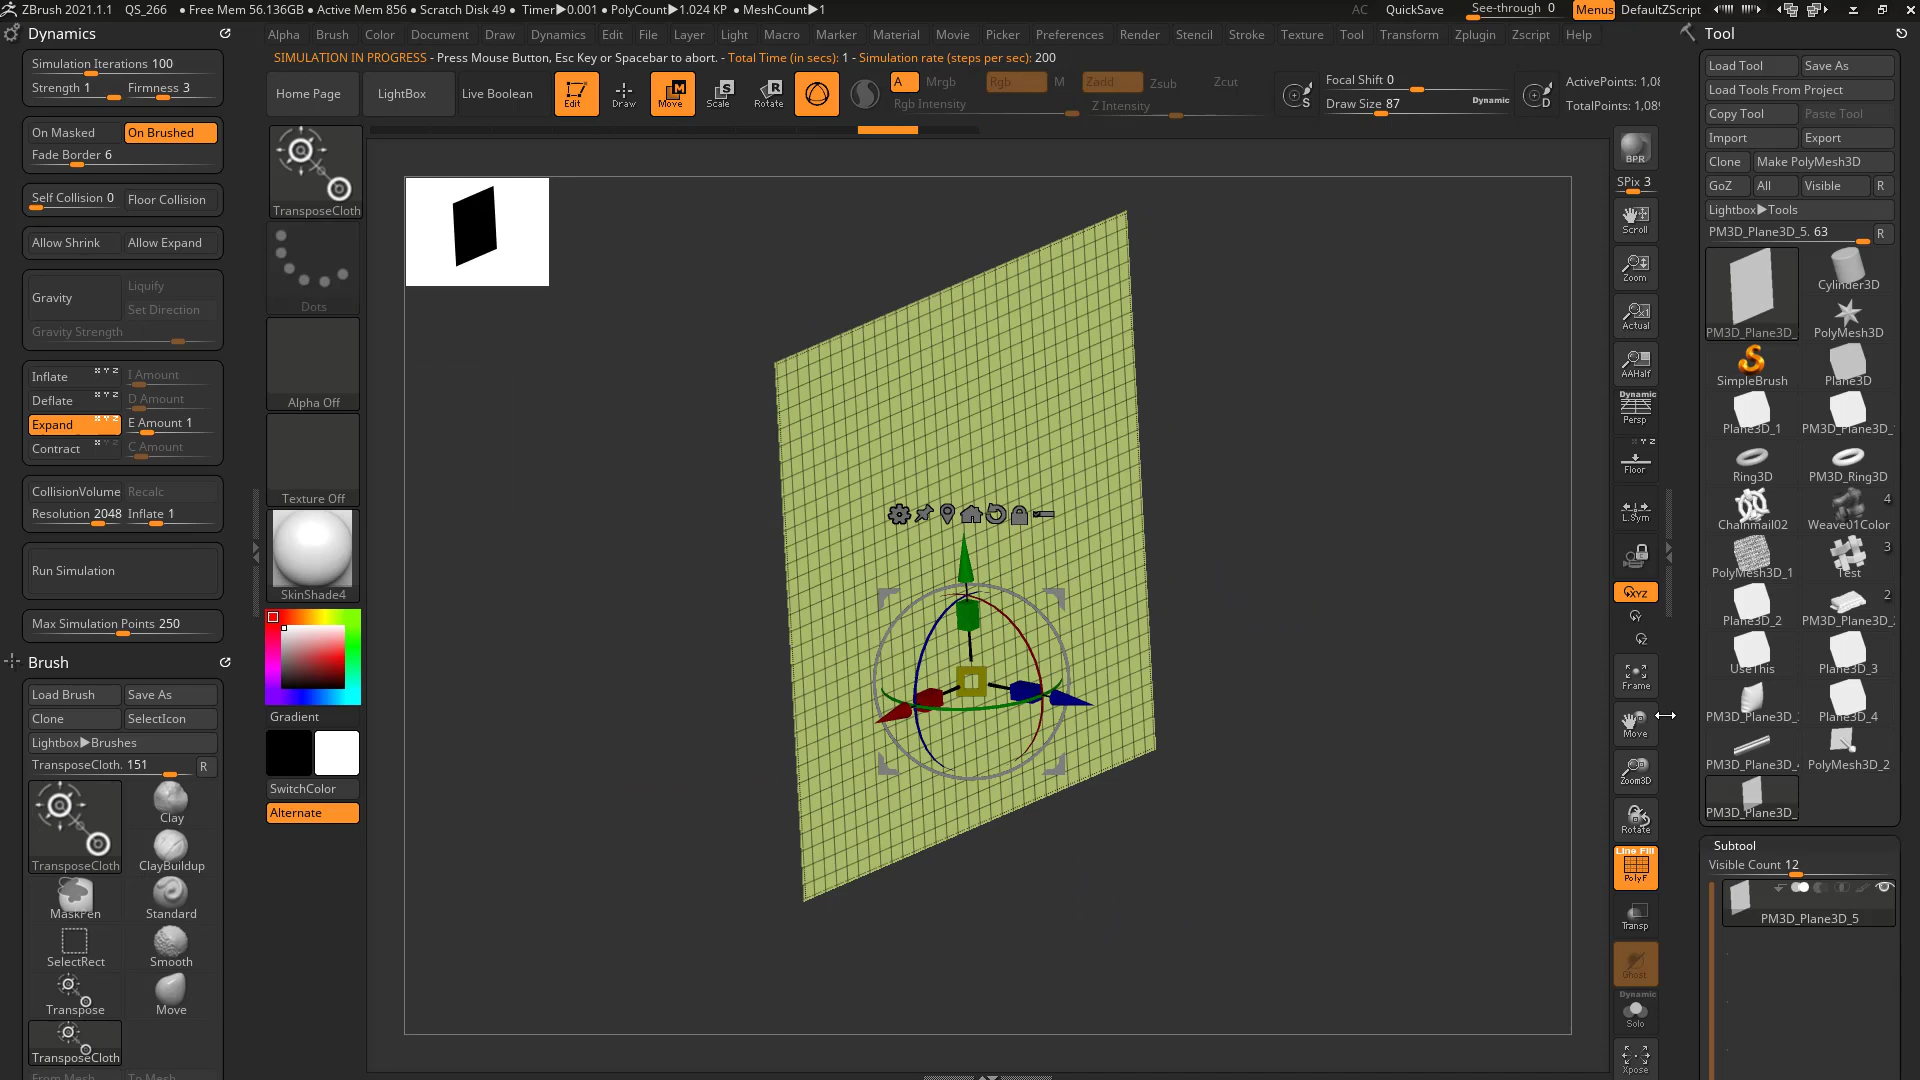 ZBrush 2021.1.1 QS_266 ● Free Mem 56.136GB ● Active Mem 856 ● Scratch Disk 49 ● Timer▶0.001 ● PolyCount▶1.024 KP ● MeshCount▶1 AC QuickSave See-through 0 Menus DefaultZScript
Dynamics
Alpha Brush Color Document Draw Dynamics Edit File Layer Light Macro Marker Material Movie Picker Preferences Render Stencil Stroke Texture Tool Transform Zplugin Zscript Help
SIMULATION IN PROGRESS - Press Mouse Button, Esc Key or Spacebar to abort. - Total Time (in secs): 1 - Simulation rate (steps per sec): 200
Home Page LightBox Live Boolean Edit Draw Move Scale Rotate
A Mrgb Rgb M Zadd Zsub Zcut
Rgb Intensity Z Intensity
S Focal Shift 0
Draw Size 87 Dynamic
D ActivePoints: 1,08
TotalPoints: 1,089
Simulation Iterations 100
Strength 1 Firmness 3
On Masked On Brushed
Fade Border 6
Self Collision 0 Floor Collision
Allow Shrink Allow Expand
Gravity Liquify
Set Direction
Gravity Strength
Inflate X Y Z I Amount
Deflate X Y Z D Amount
Expand X Y Z E Amount 1
Contract X Y Z C Amount
CollisionVolume Recalc
Resolution 2048 Inflate 1
Run Simulation
Max Simulation Points 250
Brush
Load Brush Save As
Clone SelectIcon
Lightbox▶Brushes
TransposeCloth. 151 R
TransposeCloth
Clay
ClayBuildup
MaskPen
Standard
SelectRect
Smooth
Transpose
Move
TransposeCloth
From Mesh To Mesh
TransposeCloth
Dots
Alpha Off
Texture Off
SkinShade4
Gradient
SwitchColor
Alternate
BPR
SPix 3
Scroll
Zoom
Actual
AAHalf
Dynamic
Persp
X Y Z
Floor
L.Sym
XYZ
Y
Z
Frame
Move
Zoom3D
Rotate
Line Fill
PolyF
Transp
Ghost
Dynamic
Solo
Xpose
Tool
Load Tool Save As
Load Tools From Project
Copy Tool Paste Tool
Import Export
Clone Make PolyMesh3D
GoZ All Visible R
Lightbox▶Tools
PM3D_Plane3D_5. 63 R
PM3D_Plane3D_
Cylinder3D
PolyMesh3D
SimpleBrush Plane3D
Plane3D_1 PM3D_Plane3D_
Ring3D PM3D_Ring3D
4
Chainmail02 Weave01Color
3
PolyMesh3D_1 Test
2
Plane3D_2 PM3D_Plane3D_
UseThis Plane3D_3
PM3D_Plane3D_ Plane3D_4
PM3D_Plane3D_ PolyMesh3D_2
PM3D_Plane3D_
Subtool
Visible Count 12
PM3D_Plane3D_5